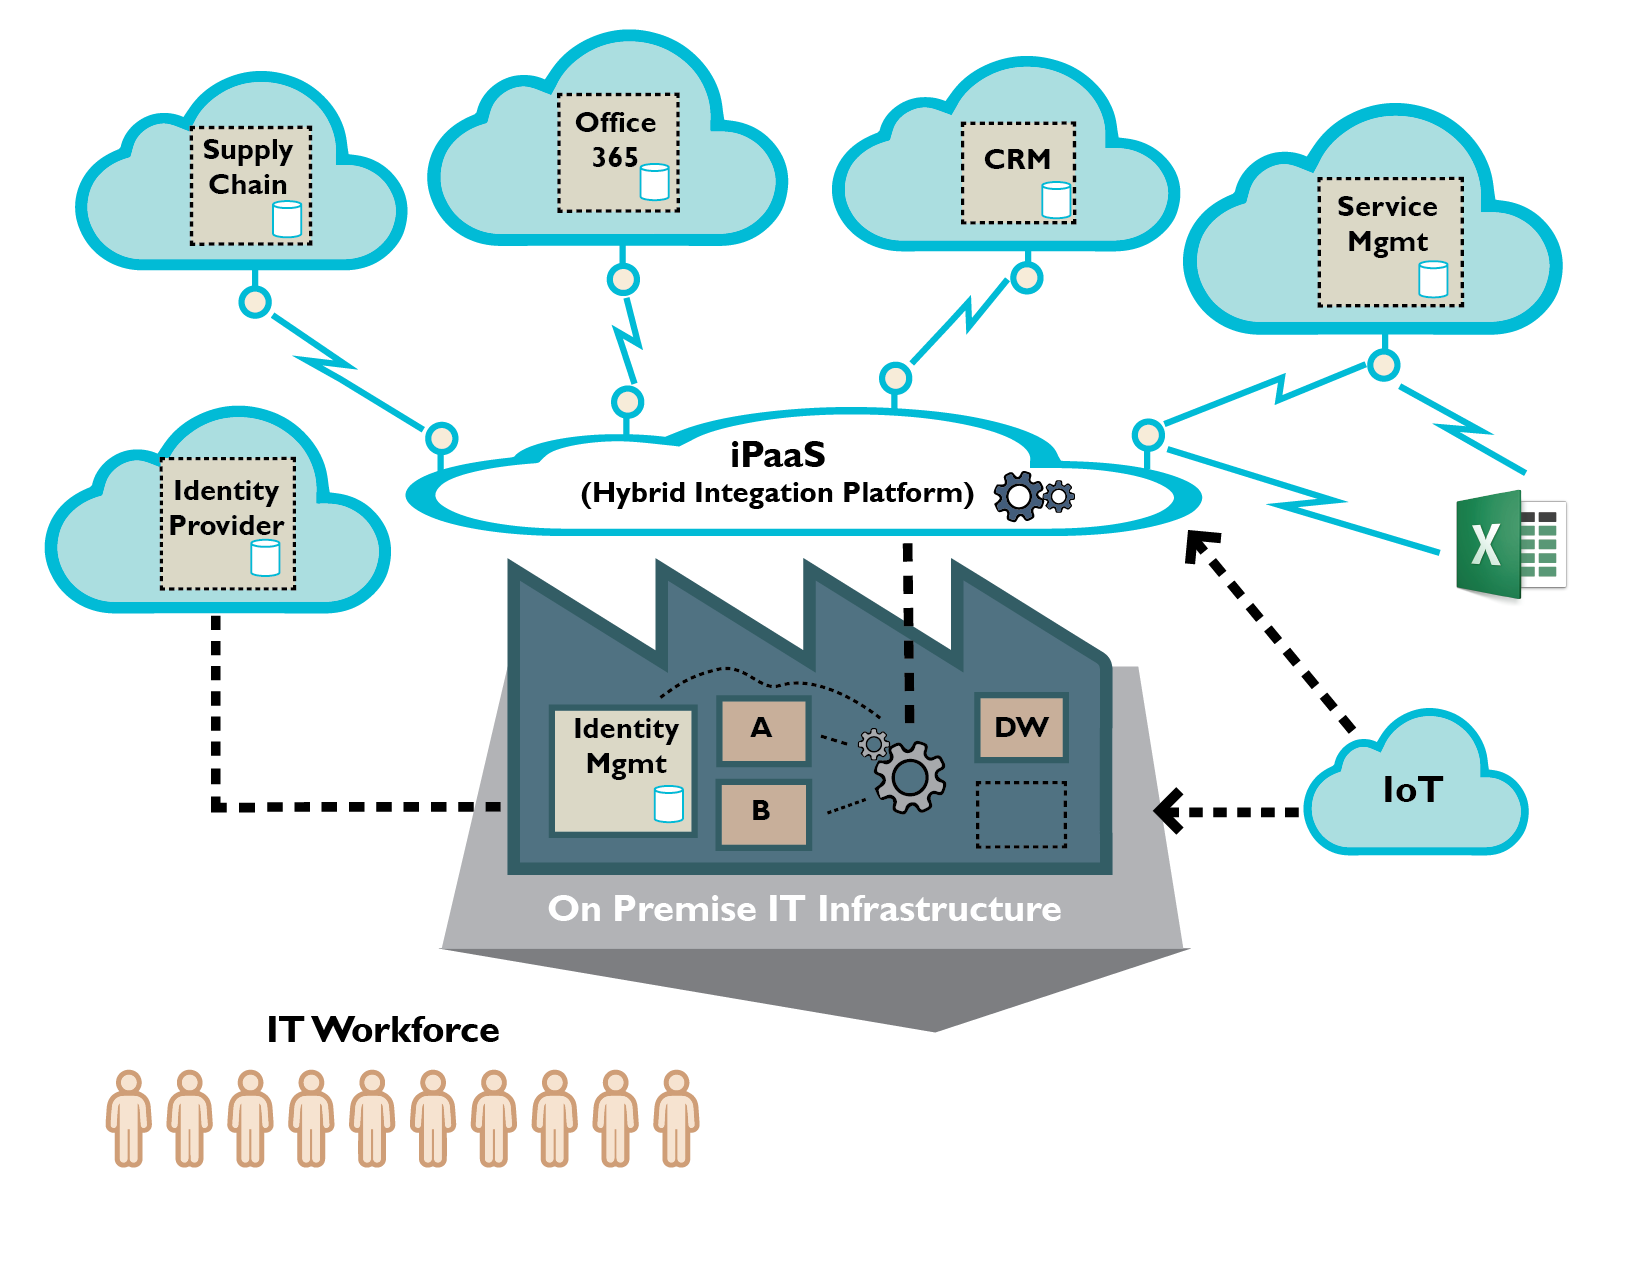 Supply
Chain
Office
365
CRM
Service
Mgmt
Identity
Provider
iPaaS
(Hybrid Integation Platform)
X
Identity
Mgmt
A
B
DW
IoT
On Premise IT Infrastructure
IT Workforce